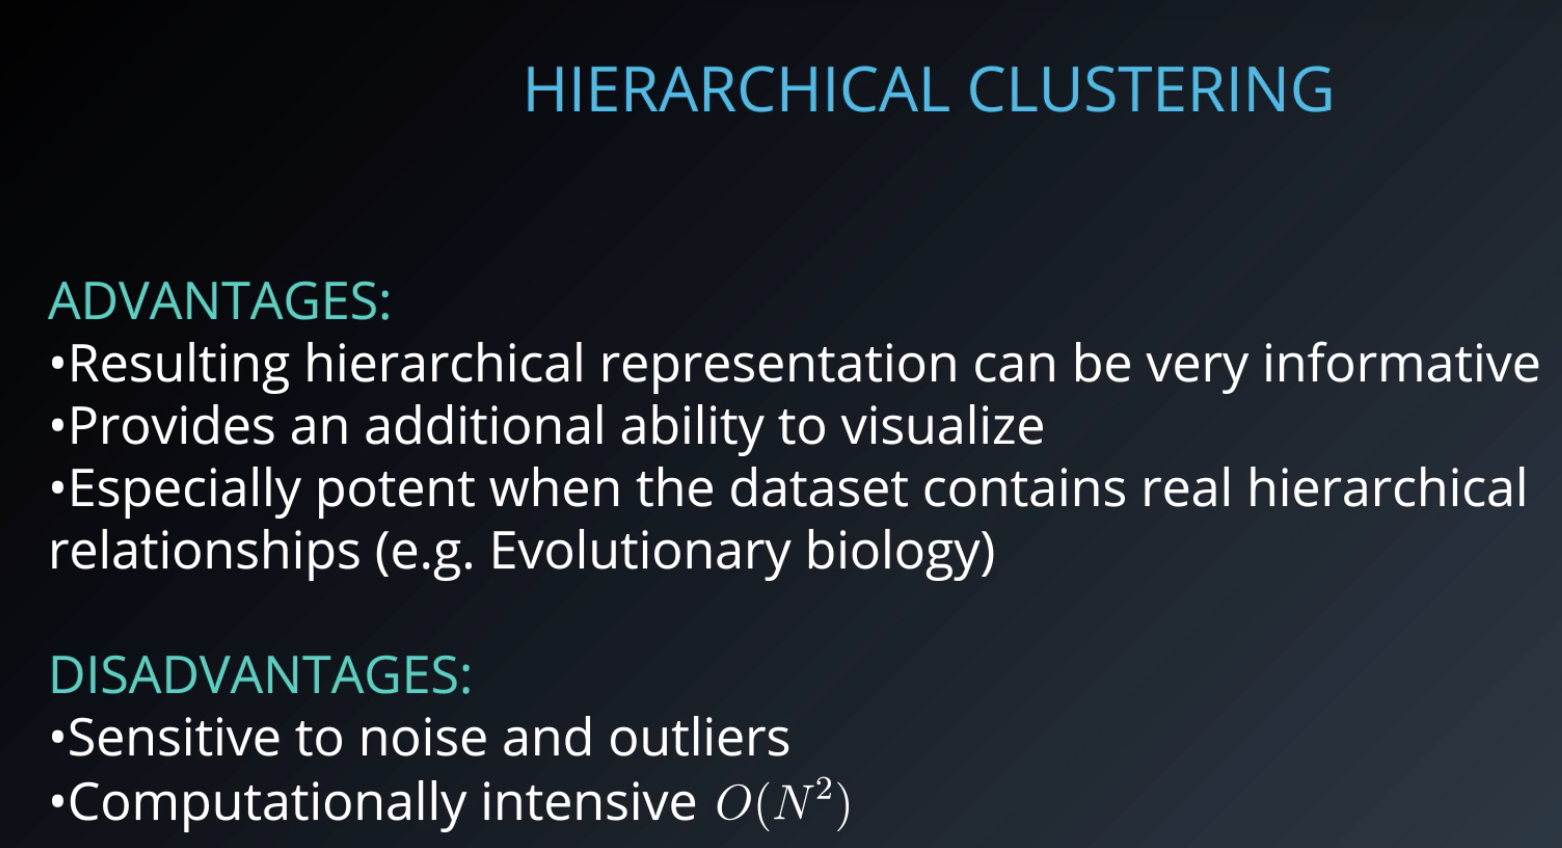 HIERARCHICAL CLUSTERING
ADVANTAGES:
•Resulting hierarchical representation can be very informative
•Provides an additional ability to visualize
•Especially potent when the dataset contains real hierarchical
relationships (e.g. Evolutionary biology)
DISADVANTAGES:
•Sensitive to noise and outliers
•Computationally intensive O(N²)